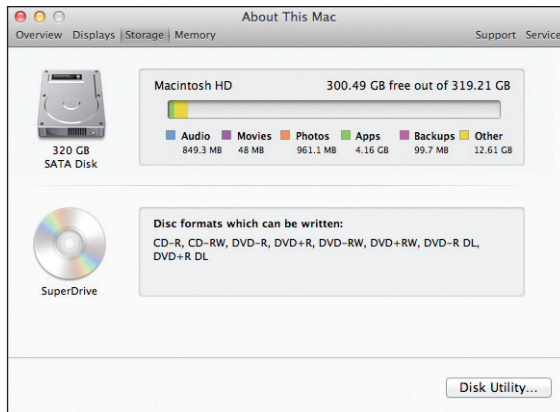 About This Mac
Overview Displays Storage Memory Support Service
Macintosh HD 300.49 GB free out of 319.21 GB
Audio Movies Photos Apps Backups Other
849.3 MB 48 MB 961.1 MB 4.16 GB 99.7 MB 12.61 GB
320 GB
SATA Disk
Disc formats which can be written:
CD-R, CD-RW, DVD-R, DVD+R, DVD-RW, DVD+RW, DVD-R DL,
DVD+R DL
SuperDrive
Disk Utility...